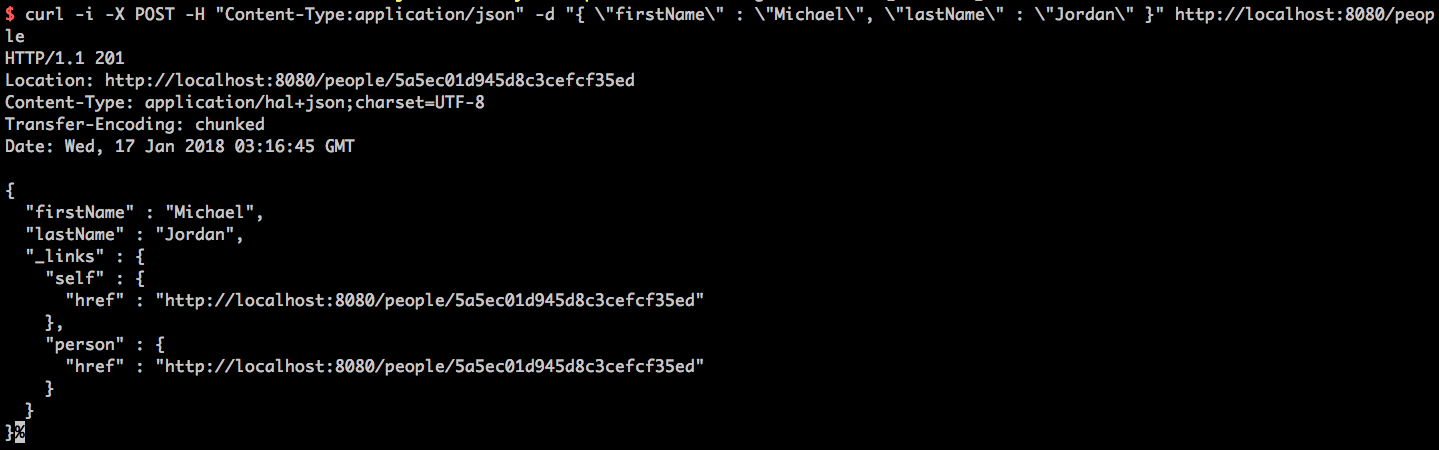 $ curl -i -X POST -H "Content-Type:application/json" -d "{ \"firstName\" : \"Michael\", \"lastName\" : \"Jordan\" }" http://localhost:8080/peop
le
HTTP/1.1 201
Location: http://localhost:8080/people/5a5ec01d945d8c3cefcf35ed
Content-Type: application/hal+json;charset=UTF-8
Transfer-Encoding: chunked
Date: Wed, 17 Jan 2018 03:16:45 GMT

{
  "firstName" : "Michael",
  "lastName" : "Jordan",
  "_links" : {
    "self" : {
      "href" : "http://localhost:8080/people/5a5ec01d945d8c3cefcf35ed"
    },
    "person" : {
      "href" : "http://localhost:8080/people/5a5ec01d945d8c3cefcf35ed"
    }
  }
}%